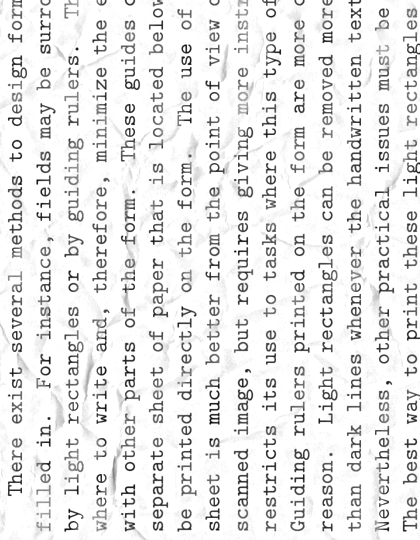 There exist several methods to design form
filled in. For instance, fields may be surro
by light rectangles or by guiding rulers. Th
where to write and, therefore, minimize the e
with other parts of the form. These guides c
separate sheet of paper that is located below
be printed directly on the form. The use of
sheet is much better from the point of view o
scanned image, but requires giving more instr
restricts its use to tasks where this type of
Guiding rulers printed on the form are more c
reason. Light rectangles can be removed more
than dark lines whenever the handwritten text
Nevertheless, other practical issues must be
The best way to print these light rectangles